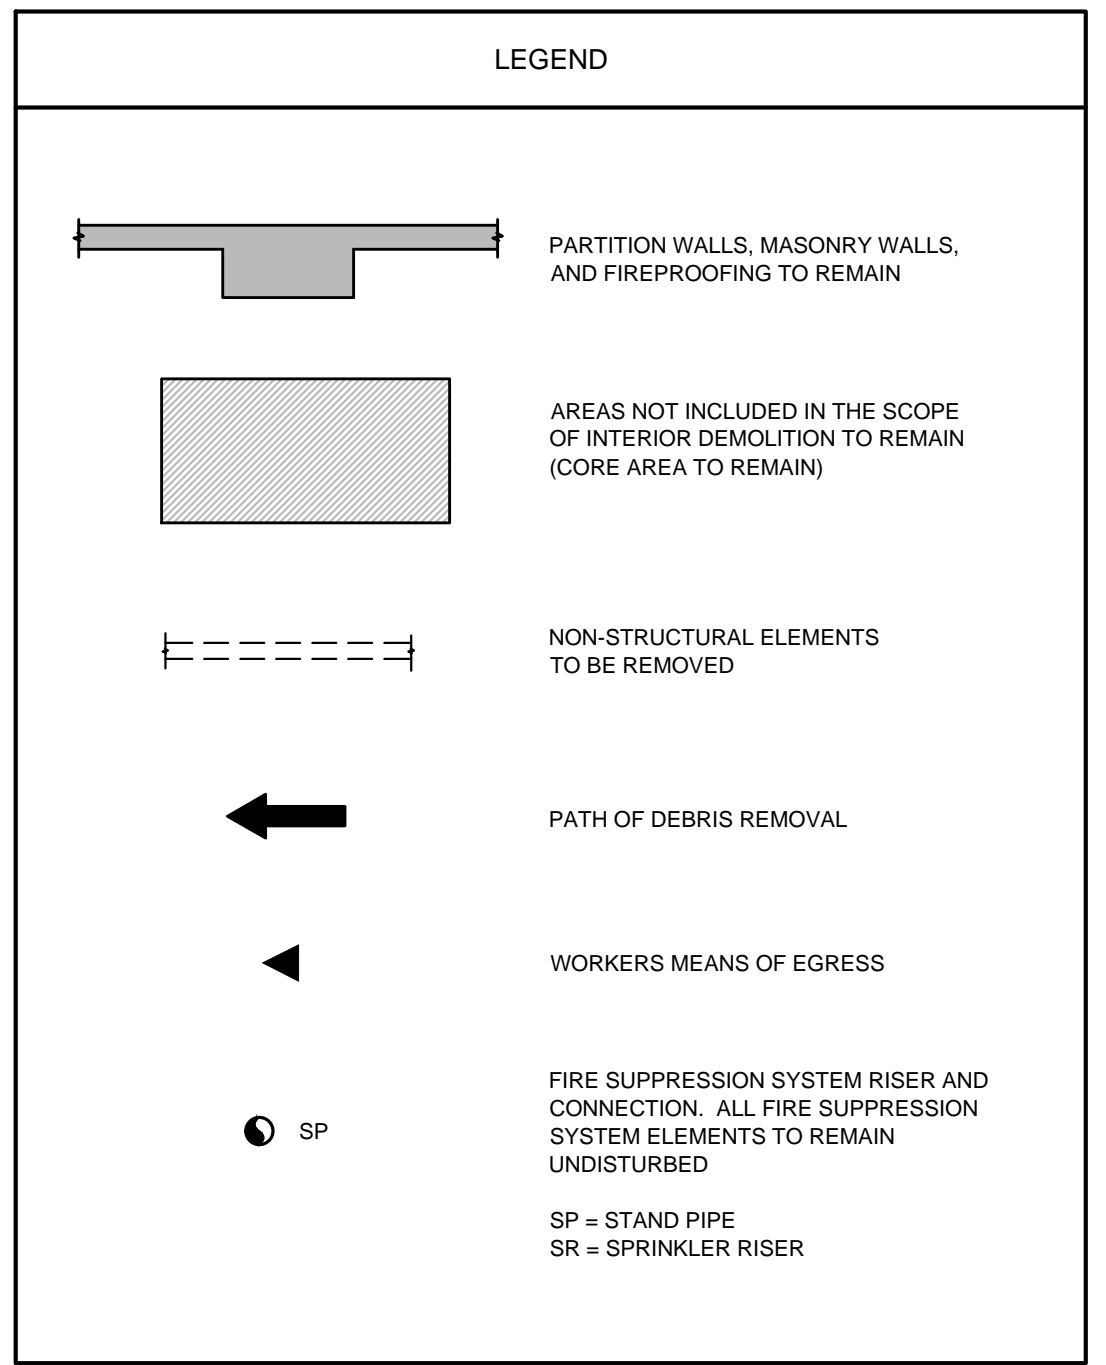 LEGEND
PARTITION WALLS, MASONRY WALLS,
AND FIREPROOFING TO REMAIN
AREAS NOT INCLUDED IN THE SCOPE
OF INTERIOR DEMOLITION TO REMAIN
(CORE AREA TO REMAIN)
NON-STRUCTURAL ELEMENTS
TO BE REMOVED
PATH OF DEBRIS REMOVAL
WORKERS MEANS OF EGRESS
SP
FIRE SUPPRESSION SYSTEM RISER AND
CONNECTION. ALL FIRE SUPPRESSION
SYSTEM ELEMENTS TO REMAIN
UNDISTURBED
SP = STAND PIPE
SR = SPRINKLER RISER